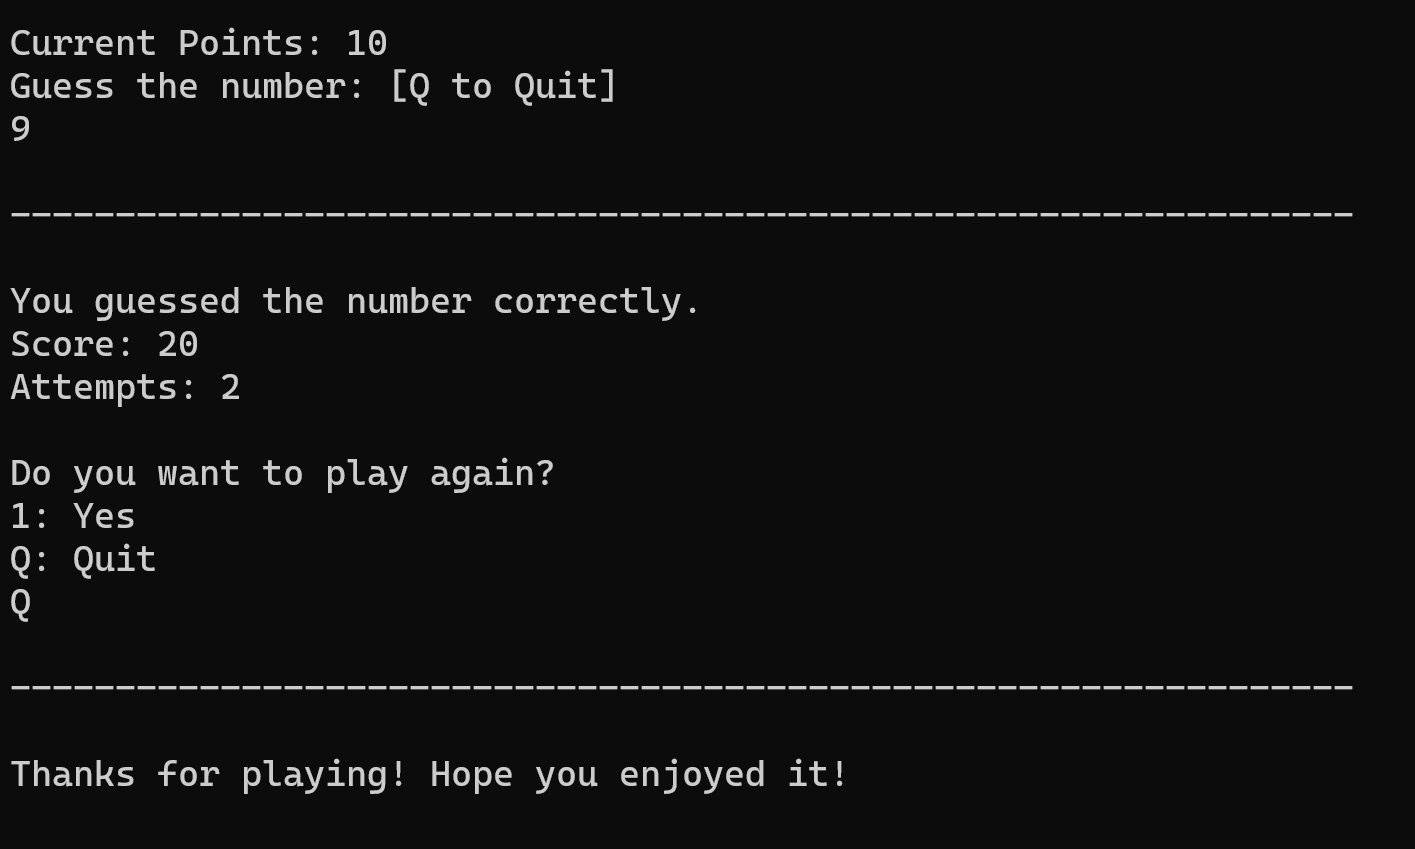 Current Points: 10
Guess the number: [Q to Quit]
9
----------------------------------------------------------------
You guessed the number correctly.
Score: 20
Attempts: 2
Do you want to play again?
1: Yes
Q: Quit
Q
----------------------------------------------------------------
Thanks for playing! Hope you enjoyed it!